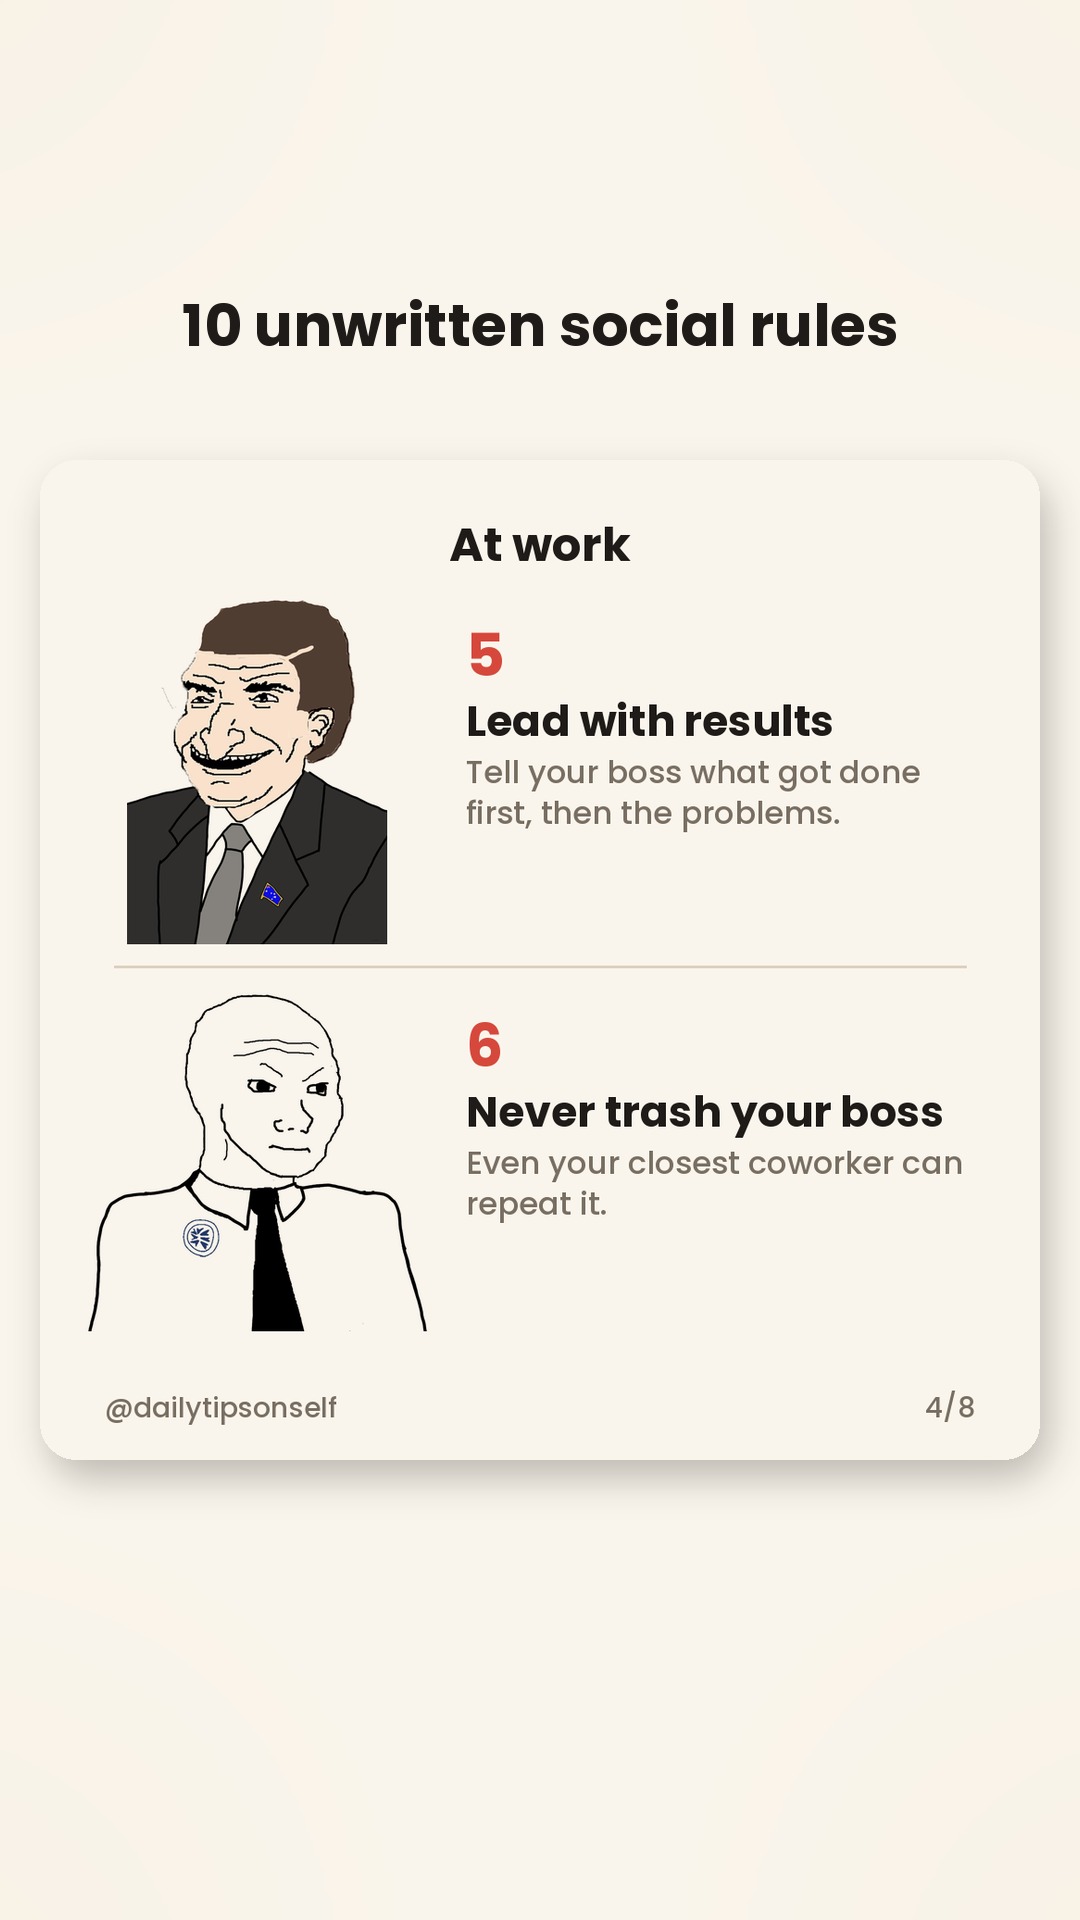 10 unwritten social rules
At work
5
Lead with results
Tell your boss what got done
first, then the problems.
6
Never trash your boss
Even your closest coworker can
repeat it.
@dailytipsonself
4/8